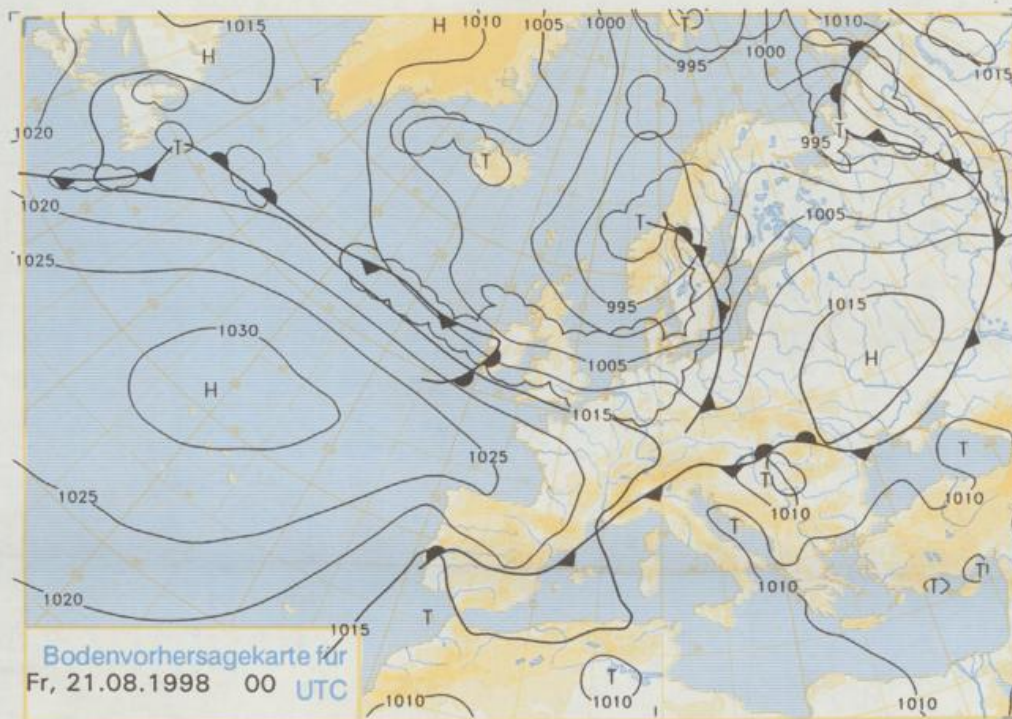 1015 H 1010 1005 1000 T 1010
H 1000
T 995 1015
1020 T
T T 995
1020 T 1005
1025
995 1015
1030 1005 H
H
1015
1025 T
1025 T 1010
T 1010
1010 T T
1020 1015 T
Bodenvorhersagekarte für
Fr, 21.08.1998 00 UTC
1010 T 1010 1010